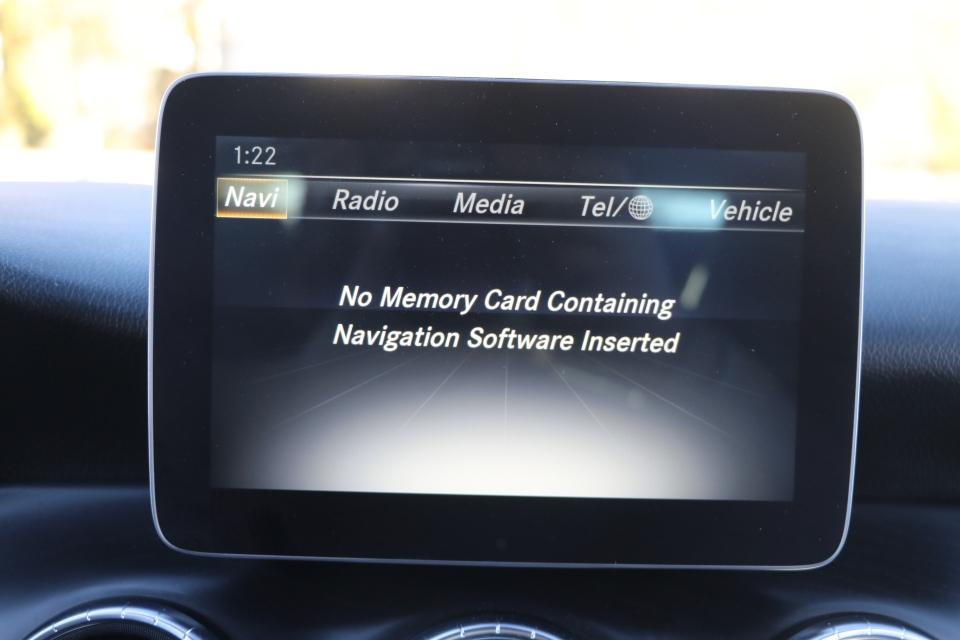 1:22
Navi Radio Media Tel/ Vehicle
No Memory Card Containing
Navigation Software Inserted